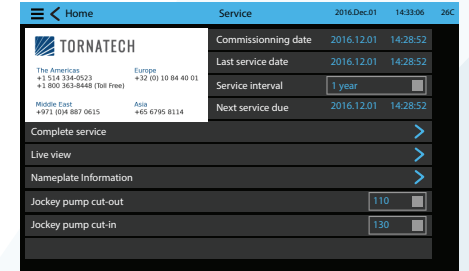 Home Service 2016.Dec.01 14:33:06 26C
TORNATECH
The Americas
+1 514 334-0523
+1 800 363-8448 (Toll Free)
Europe
+32 (0) 10 84 40 01
Middle East
+971 (0)4 887 0615
Asia
+65 6795 8114
Commissionning date 2016.12.01 14:28:52
Last service date 2016.12.01 14:28:52
Service interval 1 year
Next service due 2016.12.01 14:28:52
Complete service
Live view
Nameplate Information
Jockey pump cut-out 110
Jockey pump cut-in 130